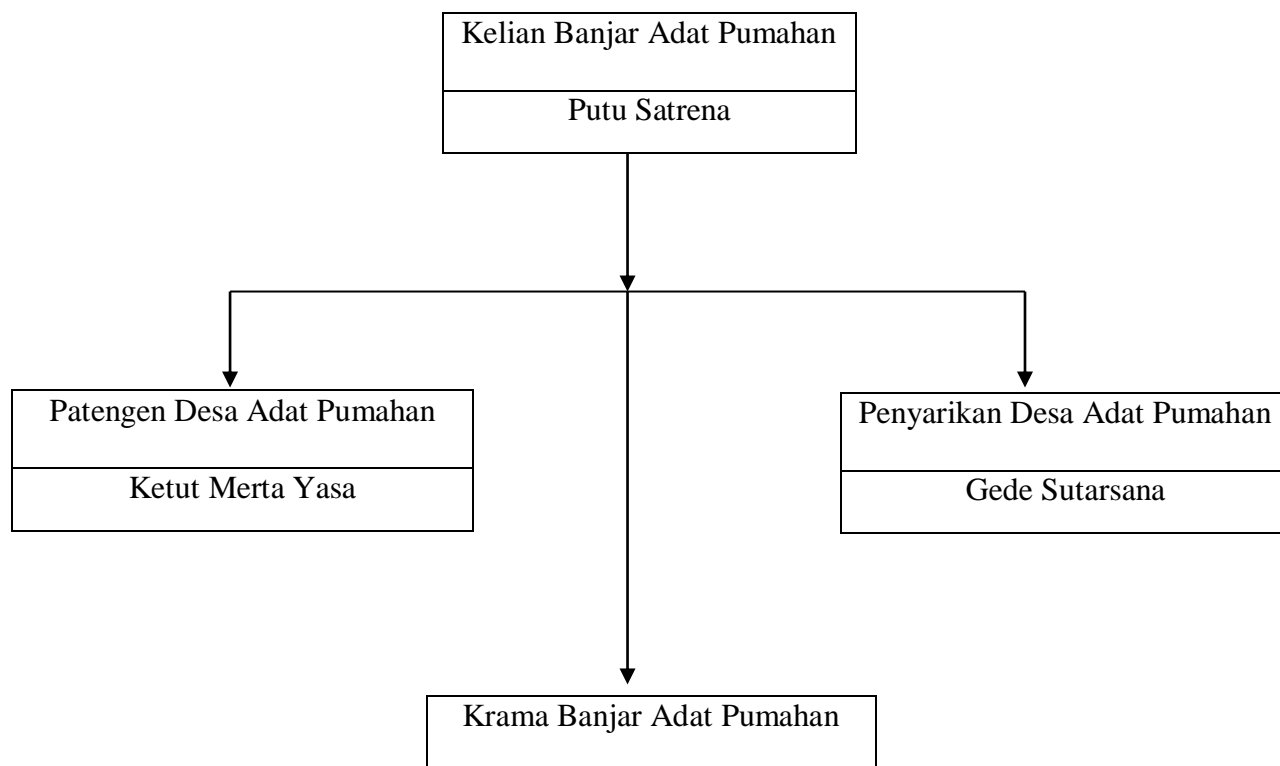 Kelian Banjar Adat Pumahan
Putu Satrena
Patengen Desa Adat Pumahan
Ketut Merta Yasa
Penyarikan Desa Adat Pumahan
Gede Sutarsana
Krama Banjar Adat Pumahan